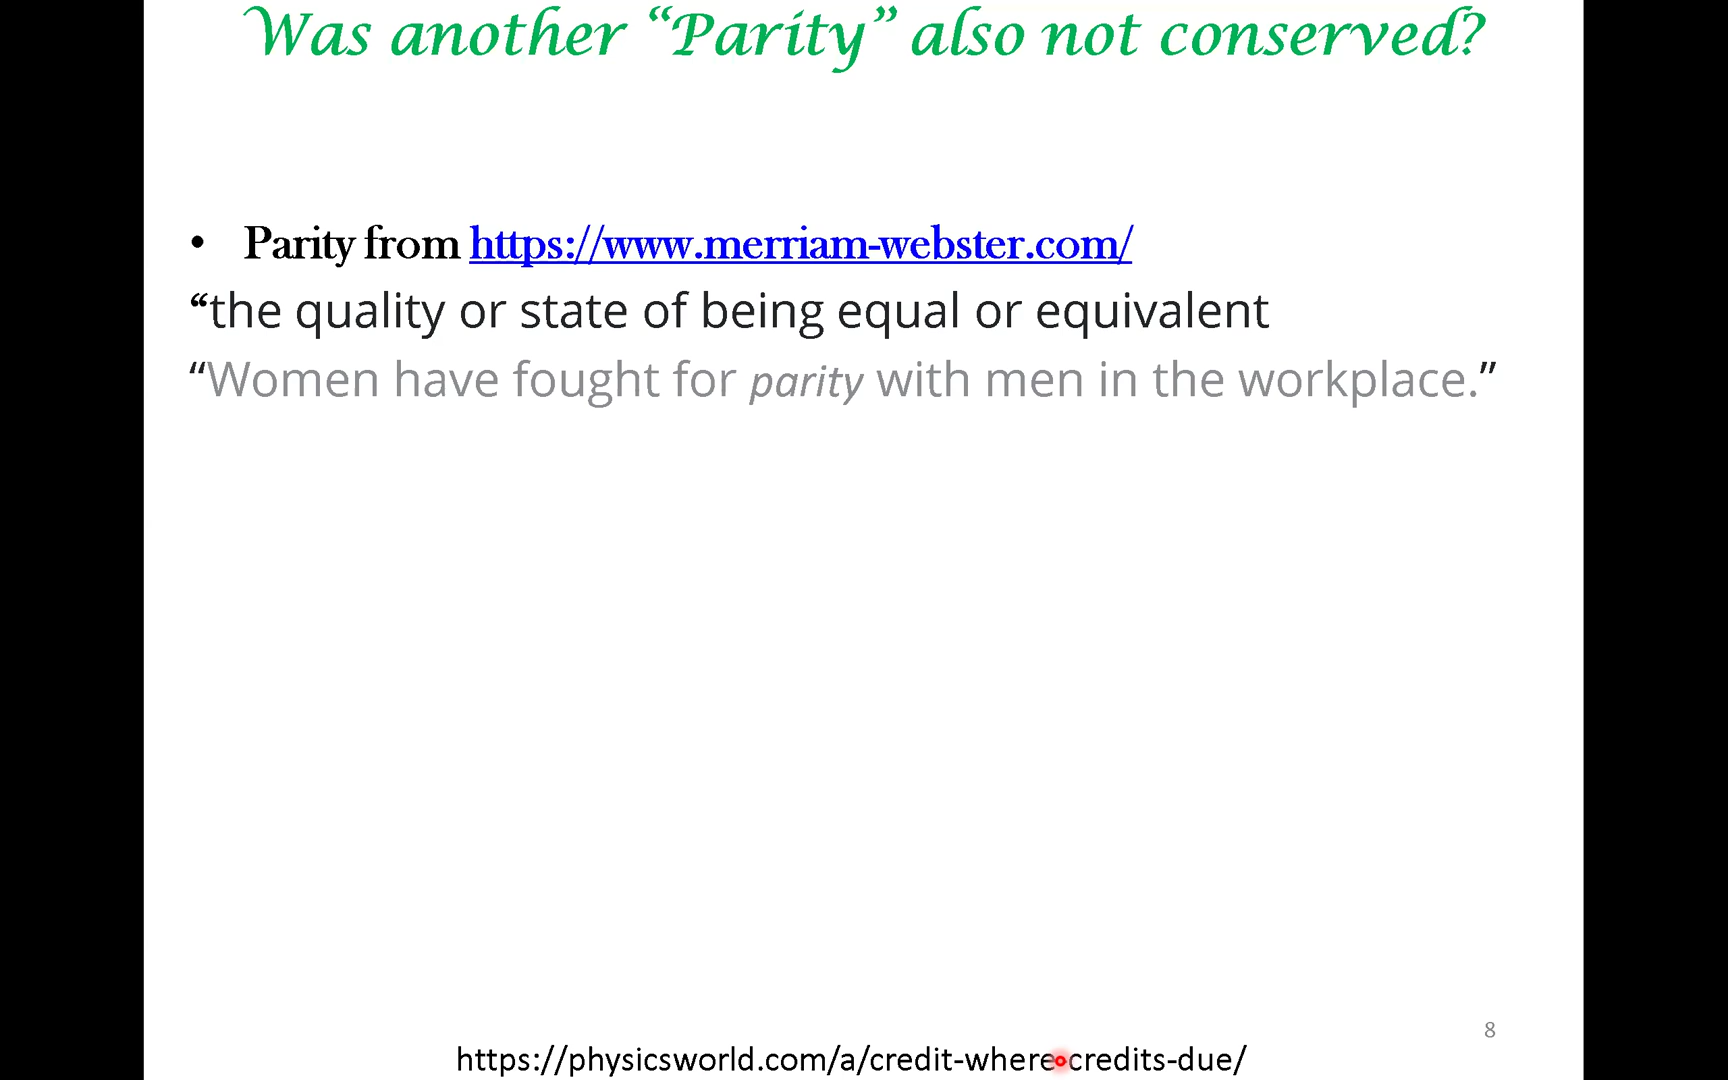 Was another “Parity” also not conserved?
• Parity from https://www.merriam-webster.com/
“the quality or state of being equal or equivalent
“Women have fought for parity with men in the workplace.”
8
https://physicsworld.com/a/credit-where-credits-due/